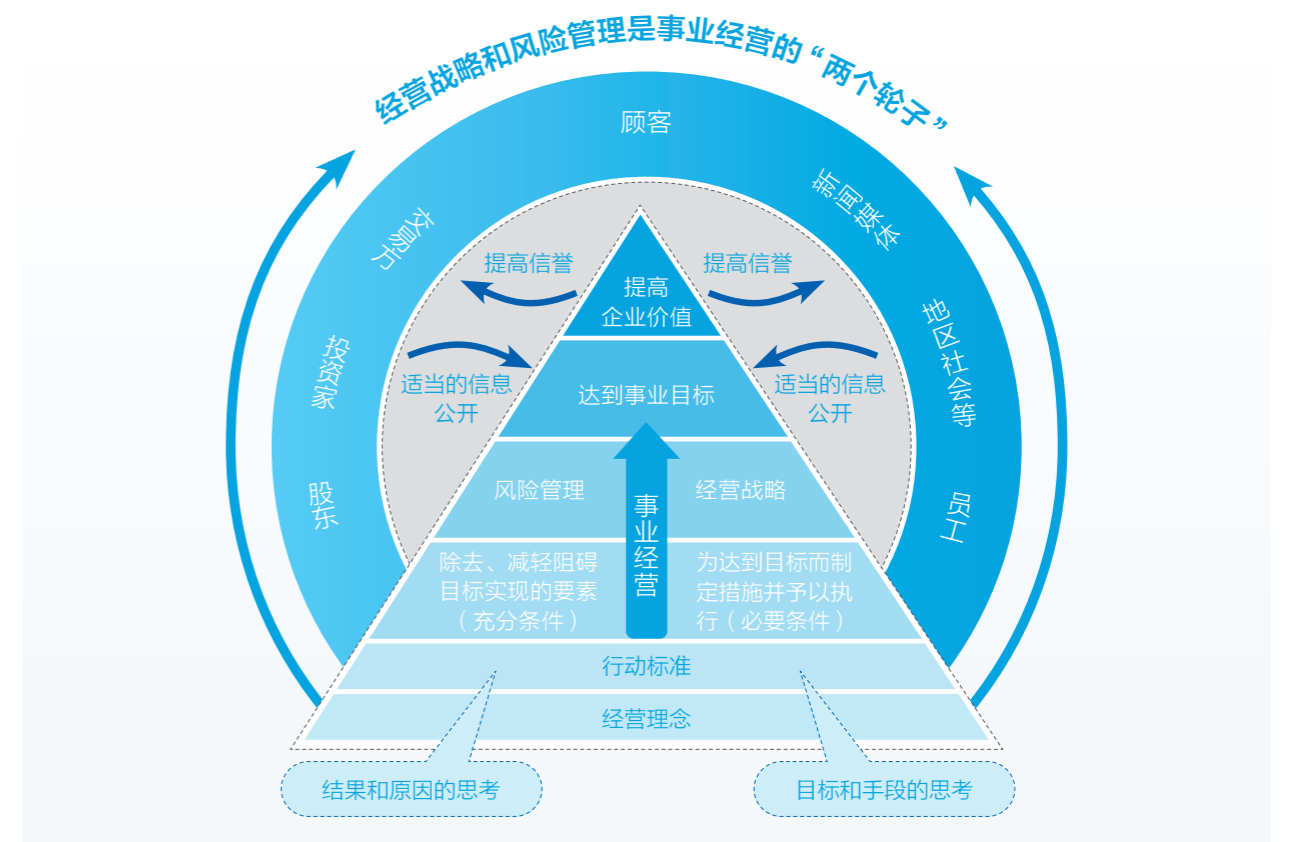 经营战略和风险管理是事业经营的“两个轮子”
顾客
交易方
新闻媒体
投资家
地区社会等
股东
员工
提高信誉
提高信誉
适当的信息
公开
适当的信息
公开
提高
企业价值
达到事业目标
风险管理
经营战略
事业经营
除去、减轻阻碍
目标实现的要素
（充分条件）
为达到目标而制
定措施并予以执
行（必要条件）
行动标准
经营理念
结果和原因的思考
目标和手段的思考